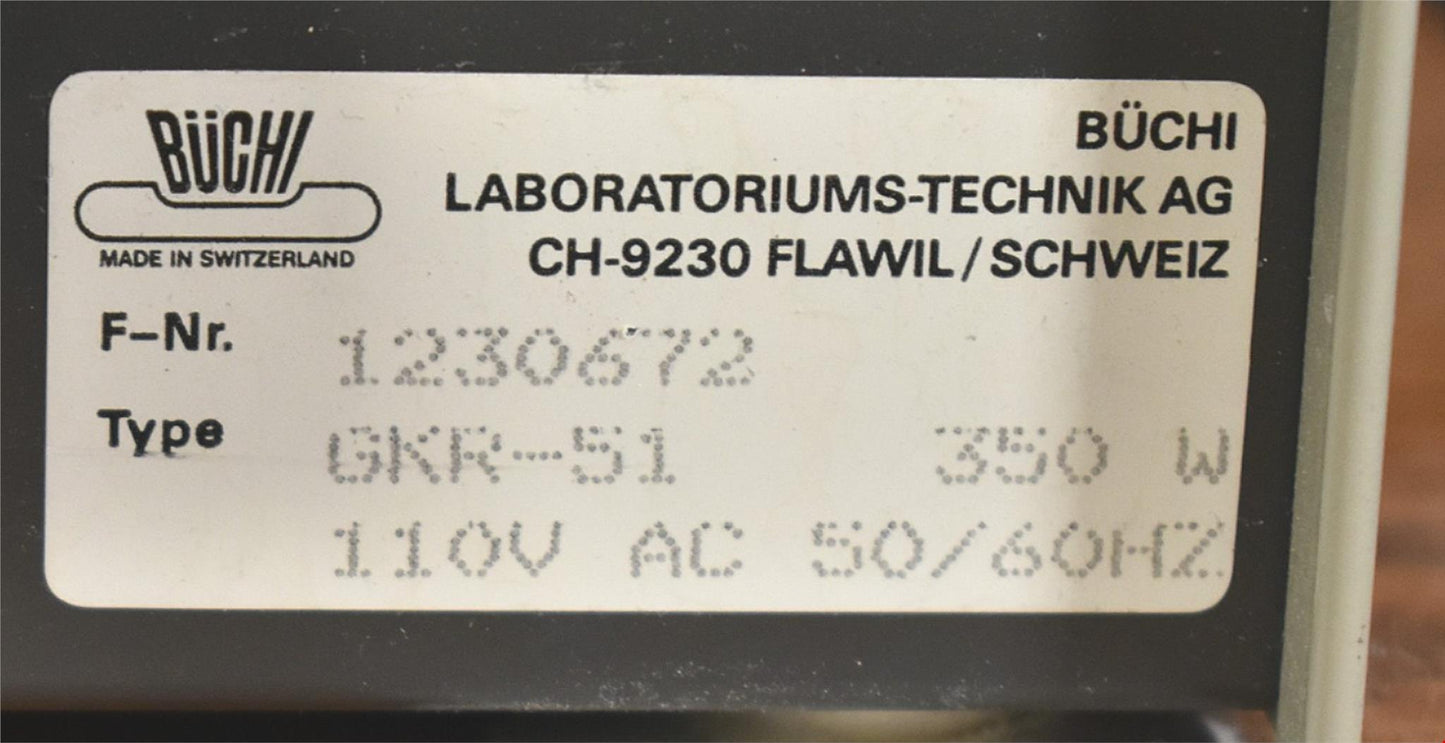 BÜCHI
MADE IN SWITZERLAND
BÜCHI
LABORATORIUMS-TECHNIK AG
CH-9230 FLAWIL / SCHWEIZ
F-Nr. 1230672
Type GKR-51 350 W
110V AC 50/60HZ